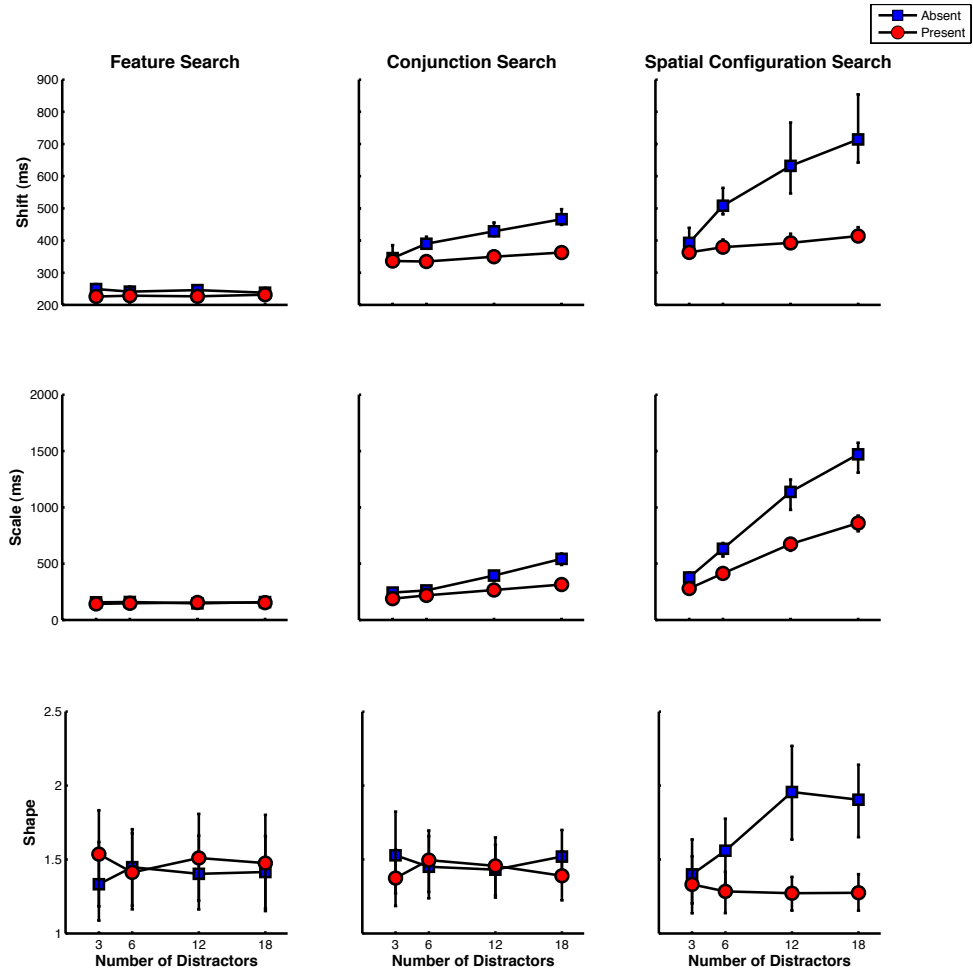 Absent
Present
Feature Search
Conjunction Search
Spatial Configuration Search
900
800
700
600
500
400
300
200
Shift (ms)
2000
1500
1000
500
0
Scale (ms)
2.5
2
1.5
1
Shape
3 6 12 18
3 6 12 18
3 6 12 18
Number of Distractors
Number of Distractors
Number of Distractors